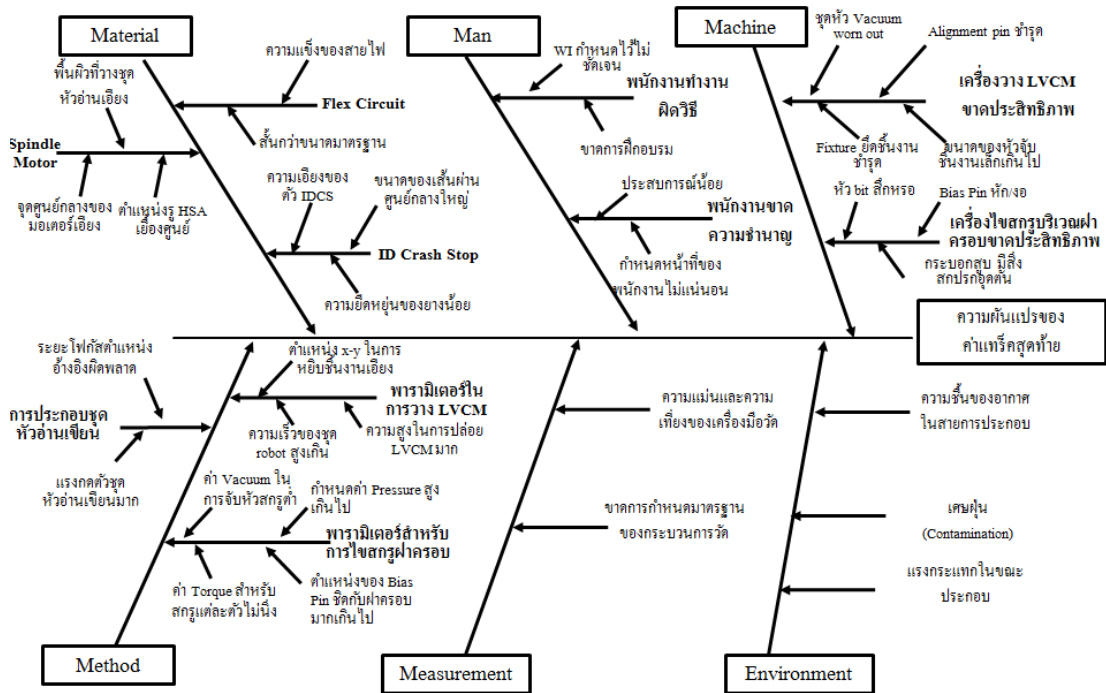 Material
Man
Machine
พื้นผิวที่วางชุด
หัวอ่านเอียง
ความแข็งของสายไฟ
Flex Circuit
สั้นกว่าขนาดมาตรฐาน
Spindle
Motor
จุดศูนย์กลางของ
มอเตอร์เอียง
ตำแหน่งรู HSA
เยื้องศูนย์
ความเอียงของ
ตัว IDCS
ขนาดของเส้นผ่าน
ศูนย์กลางใหญ่
ID Crash Stop
ความยืดหยุ่นของยางน้อย
WI กำหนดไว้ไม่
ชัดเจน
พนักงานทำงาน
ผิดวิธี
ขาดการฝึกอบรม
ประสบการณ์น้อย
พนักงานขาด
ความชำนาญ
กำหนดหน้าที่ของ
พนักงานไม่แน่นอน
ชุดหัว Vacuum
worn out
Alignment pin ชำรุด
เครื่องวาง LVCM
ขาดประสิทธิภาพ
Fixture ยึดชิ้นงาน
ชำรุด
ขนาดของหัวจับ
ชิ้นงานเล็กเกินไป
หัว bit สึกหรอ
Bias Pin หัก/งอ
เครื่องไขสกรูบริเวณฝา
ครอบขาดประสิทธิภาพ
กระบอกสูบ มีสิ่ง
สกปรกอุดตัน
ความผันแปรของ
ค่าแทร็คสุดท้าย
ระยะโฟกัสตำแหน่ง
อ้างอิงผิดพลาด
การประกอบชุด
หัวอ่านเขียน
แรงกดตัวชุด
หัวอ่านเขียนมาก
ตำแหน่ง x-y ในการ
หยิบชิ้นงานเอียง
พารามิเตอร์ใน
การวาง LVCM
ความเร็วของชุด
robot สูงเกิน
ความสูงในการปล่อย
LVCM มาก
ค่า Vacuum ใน
การจับหัวสกรูต่ำ
กำหนดค่า Pressure สูง
เกินไป
พารามิเตอร์สำหรับ
การไขสกรูฝาครอบ
ค่า Torque สำหรับ
สกรูแต่ละตัวไม่นิ่ง
ตำแหน่งของ Bias
Pin ชิดกับฝาครอบ
มากเกินไป
ความแม่นและความ
เที่ยงของเครื่องมือวัด
ขาดการกำหนดมาตรฐาน
ของกระบวนการวัด
ความชื้นของอากาศ
ในสายการประกอบ
เศษฝุ่น
(Contamination)
แรงกระแทกในขณะ
ประกอบ
Method
Measurement
Environment